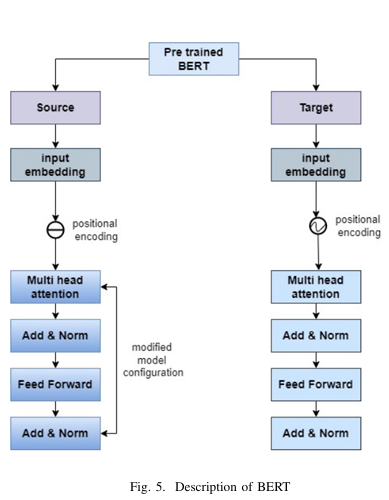 Pre trained
BERT
Source
Target
input
embedding
input
embedding
positional
encoding
positional
encoding
Multi head
attention
Multi head
attention
Add & Norm
Add & Norm
modified
model
configuration
Feed Forward
Feed Forward
Add & Norm
Add & Norm
Fig. 5. Description of BERT